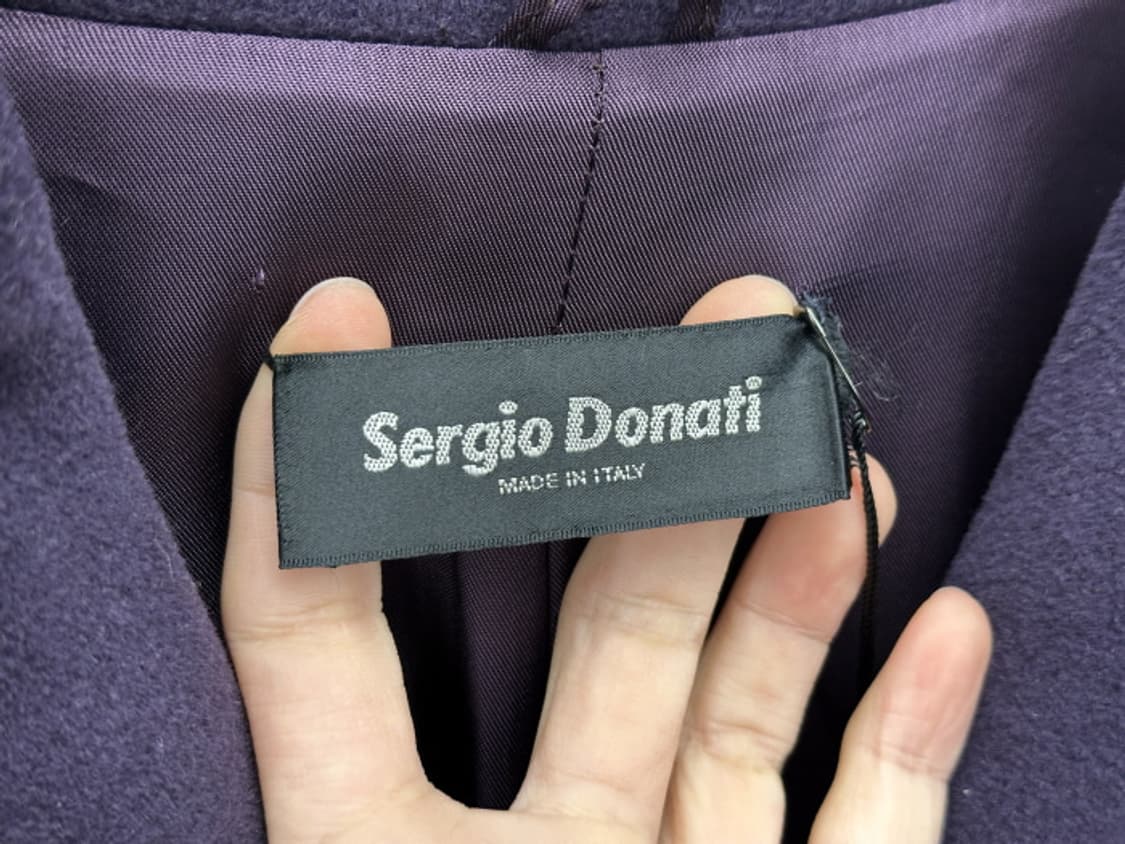 Sergio Donati
MADE IN ITALY